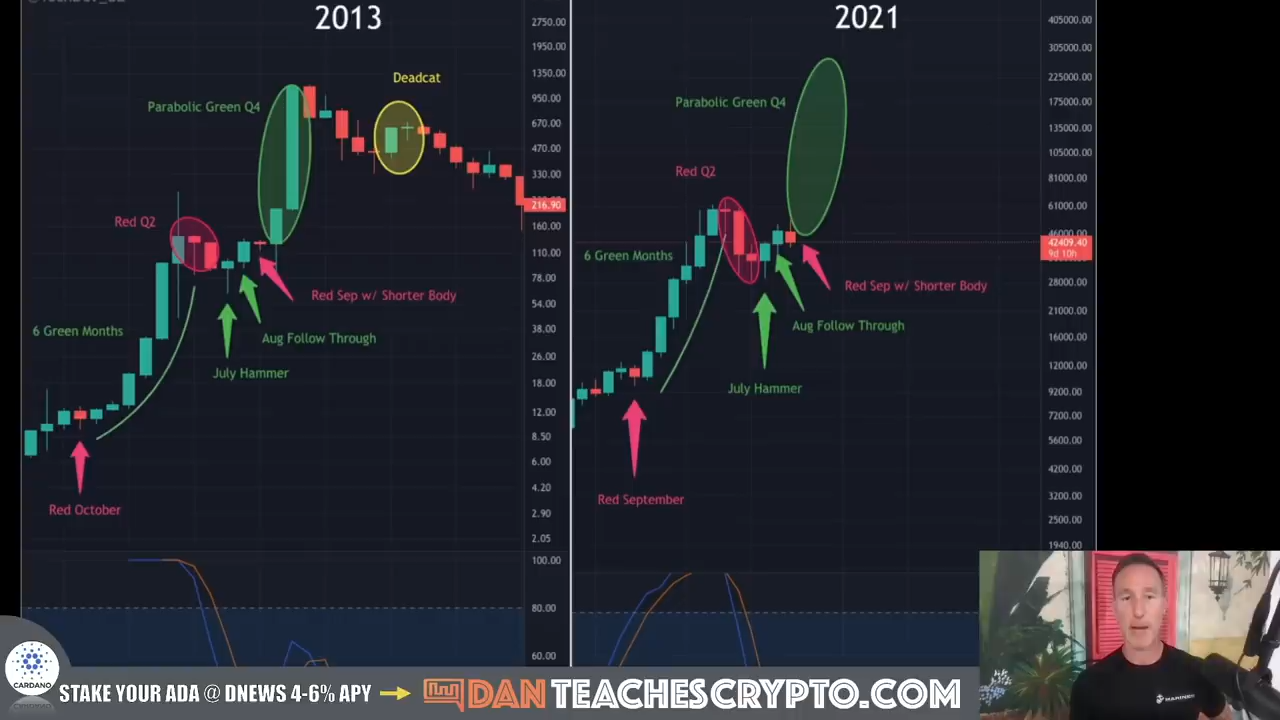 2013
2021
2750.00
1950.00
1350.00
950.00
670.00
470.00
330.00
216.90
160.00
110.00
78.00
54.00
38.00
26.00
18.00
12.00
8.50
6.00
4.20
2.90
2.05
100.00
80.00
60.00
Deadcat
Parabolic Green Q4
Red Q2
Red Sep w/ Shorter Body
6 Green Months
Aug Follow Through
July Hammer
Red October
405000.00
305000.00
225000.00
175000.00
135000.00
105000.00
81000.00
61000.00
46000.00
42409.40
9d 10h
28000.00
21000.00
16000.00
12000.00
9200.00
7200.00
5600.00
4200.00
3200.00
2500.00
1940.00
Parabolic Green Q4
Red Q2
6 Green Months
Red Sep w/ Shorter Body
Aug Follow Through
July Hammer
Red September
MARINES
CARDANO
STAKE YOUR ADA @ DNEWS 4-6% APY
DANTEACHESCRYPTO.COM